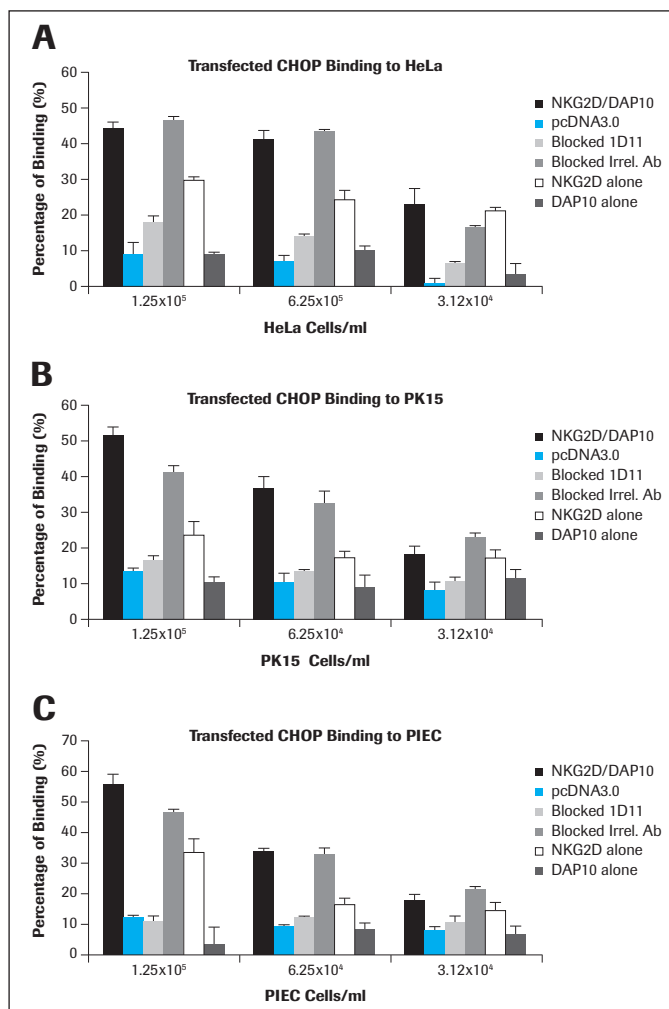 A
Transfected CHOP Binding to HeLa
Percentage of Binding (%)
60
50
40
30
20
10
0
1.25x10⁵
6.25x10⁵
3.12x10⁴
HeLa Cells/ml
NKG2D/DAP10
pcDNA3.0
Blocked 1D11
Blocked Irrel. Ab
NKG2D alone
DAP10 alone
B
Transfected CHOP Binding to PK15
Percentage of Binding (%)
60
50
40
30
20
10
0
1.25x10⁵
6.25x10⁴
3.12x10⁴
PK15 Cells/ml
NKG2D/DAP10
pcDNA3.0
Blocked 1D11
Blocked Irrel. Ab
NKG2D alone
DAP10 alone
C
Transfected CHOP Binding to PIEC
Percentage of Binding (%)
70
60
50
40
30
20
10
0
1.25x10⁵
6.25x10⁴
3.12x10⁴
PIEC Cells/ml
NKG2D/DAP10
pcDNA3.0
Blocked 1D11
Blocked Irrel. Ab
NKG2D alone
DAP10 alone